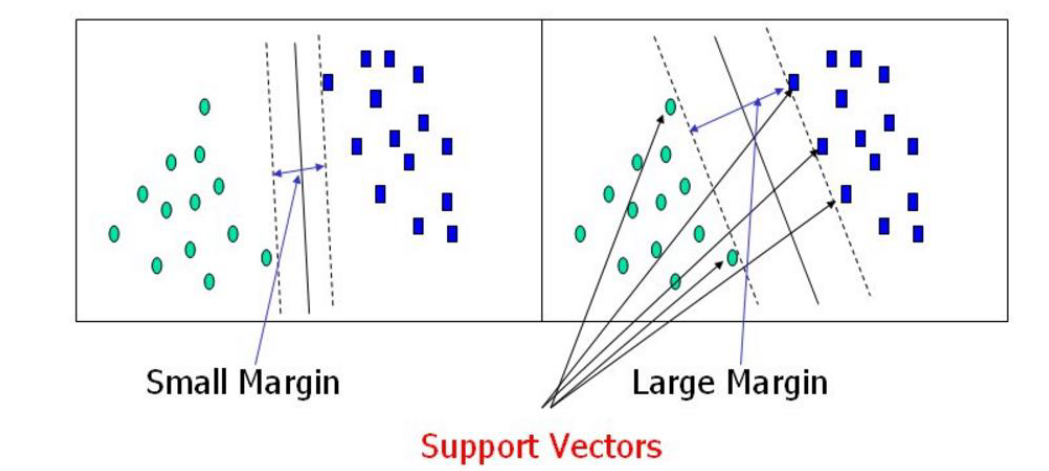 Small Margin
Large Margin
Support Vectors